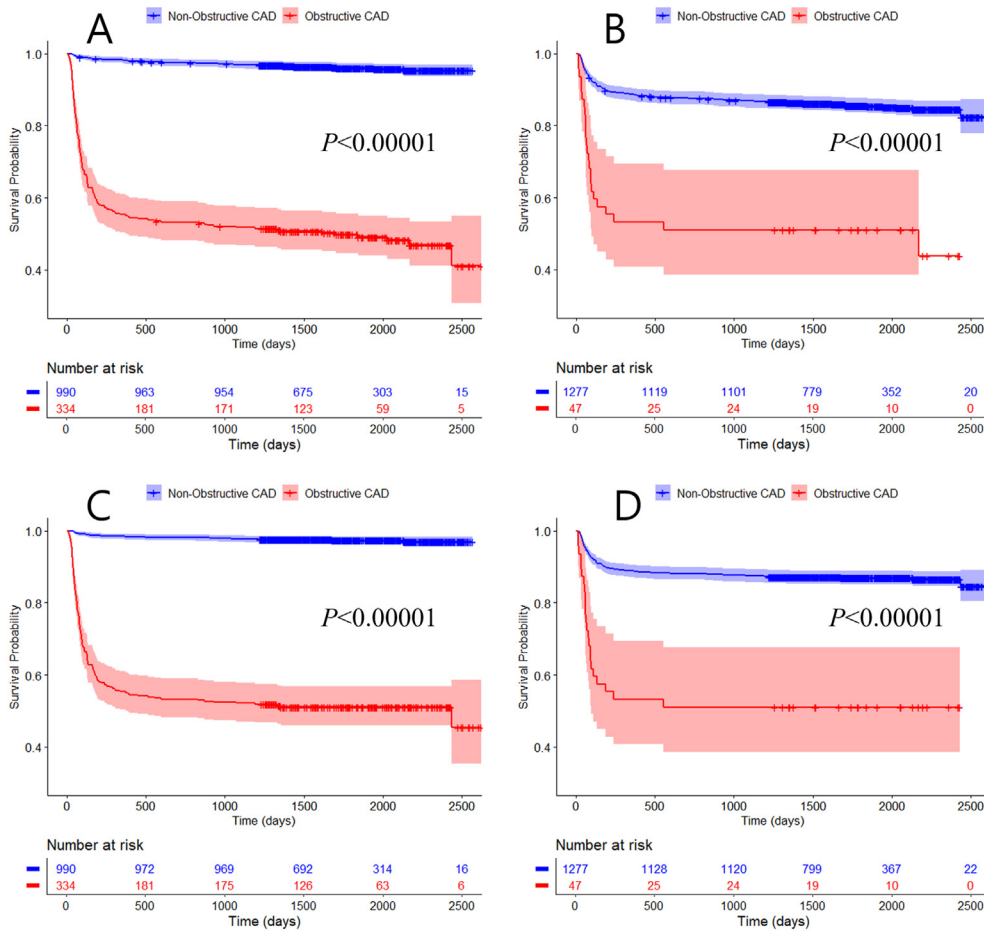 Non-Obstructive CAD Obstructive CAD
A
1.0
0.8
0.6
0.4
Survival Probability
P<0.00001
0 500 1000 1500 2000 2500
Time (days)
Number at risk
990 963 954 675 303 15
334 181 171 123 59 5
0 500 1000 1500 2000 2500
Time (days)
Non-Obstructive CAD Obstructive CAD
B
1.0
0.8
0.6
0.4
Survival Probability
P<0.00001
0 500 1000 1500 2000 2500
Time (days)
Number at risk
1277 1119 1101 779 352 20
47 25 24 19 10 0
0 500 1000 1500 2000 2500
Time (days)
Non-Obstructive CAD Obstructive CAD
C
1.0
0.8
0.6
0.4
Survival Probability
P<0.00001
0 500 1000 1500 2000 2500
Time (days)
Number at risk
990 972 969 692 314 16
334 181 175 126 63 6
0 500 1000 1500 2000 2500
Time (days)
Non-Obstructive CAD Obstructive CAD
D
1.0
0.8
0.6
0.4
Survival Probability
P<0.00001
0 500 1000 1500 2000 2500
Time (days)
Number at risk
1277 1128 1120 799 367 22
47 25 24 19 10 0
0 500 1000 1500 2000 2500
Time (days)